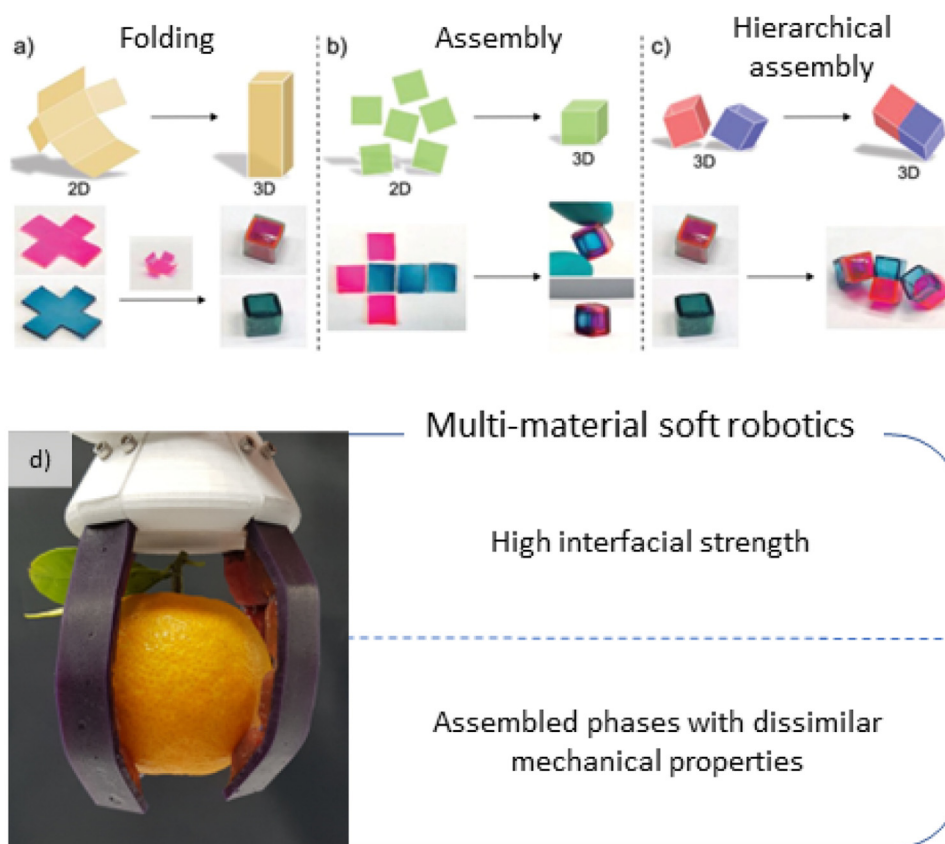 a)
Folding
2D
3D
b)
Assembly
2D
3D
c)
Hierarchical
assembly
3D
3D
d)
Multi-material soft robotics
High interfacial strength
Assembled phases with dissimilar
mechanical properties